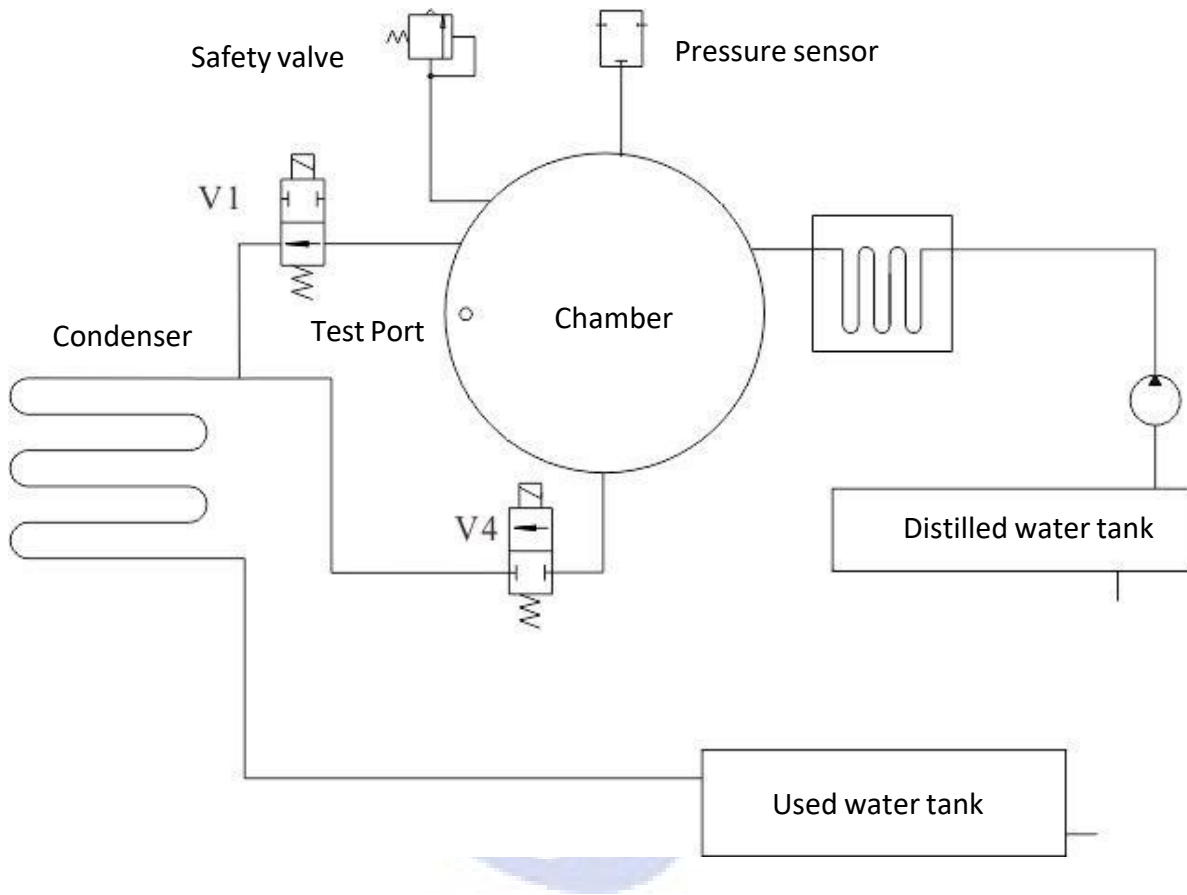 Safety valve
Pressure sensor
V1
Condenser
Test Port
Chamber
V4
Distilled water tank
Used water tank